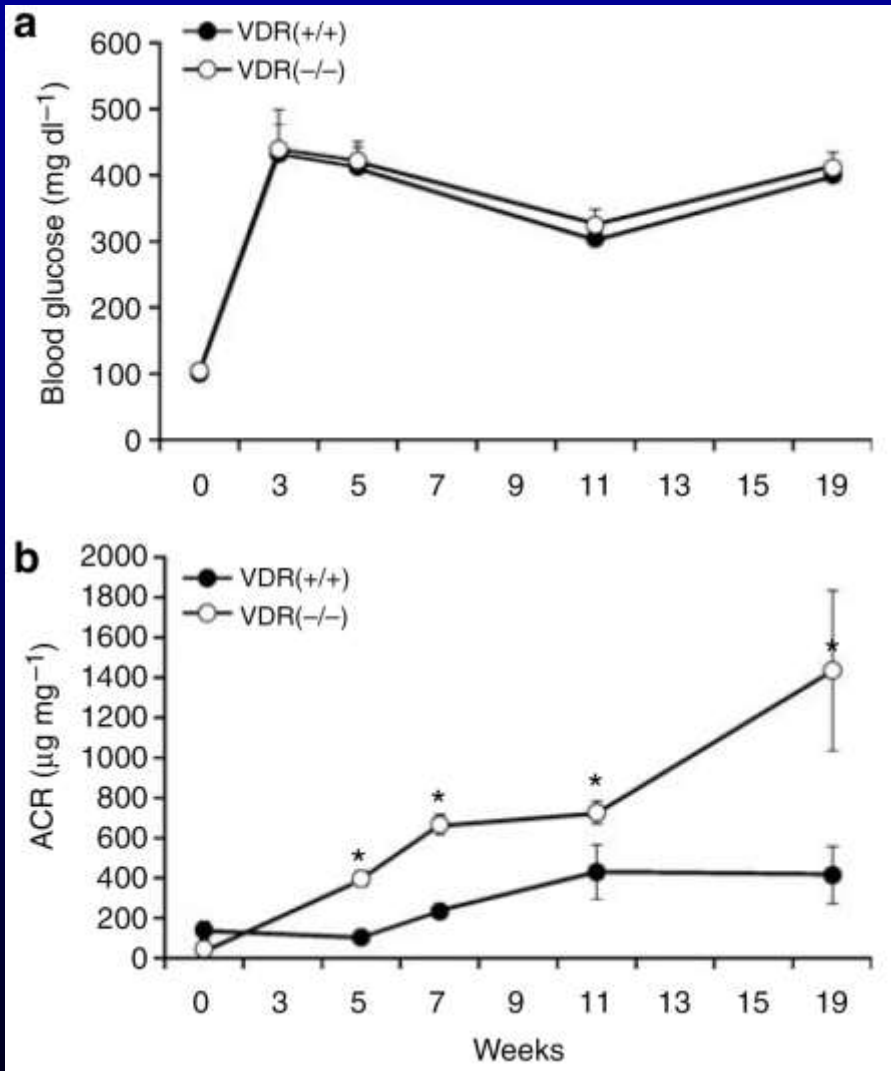 a
VDR(+/+)
VDR(−/−)
600
500
400
300
200
100
0
Blood glucose (mg dl⁻¹)
0 3 5 7 9 11 13 15 19
b
VDR(+/+)
VDR(−/−)
2000
1800
1600
1400
1200
1000
800
600
400
200
0
ACR (µg mg⁻¹)
*
*
*
*
0 3 5 7 9 11 13 15 19
Weeks